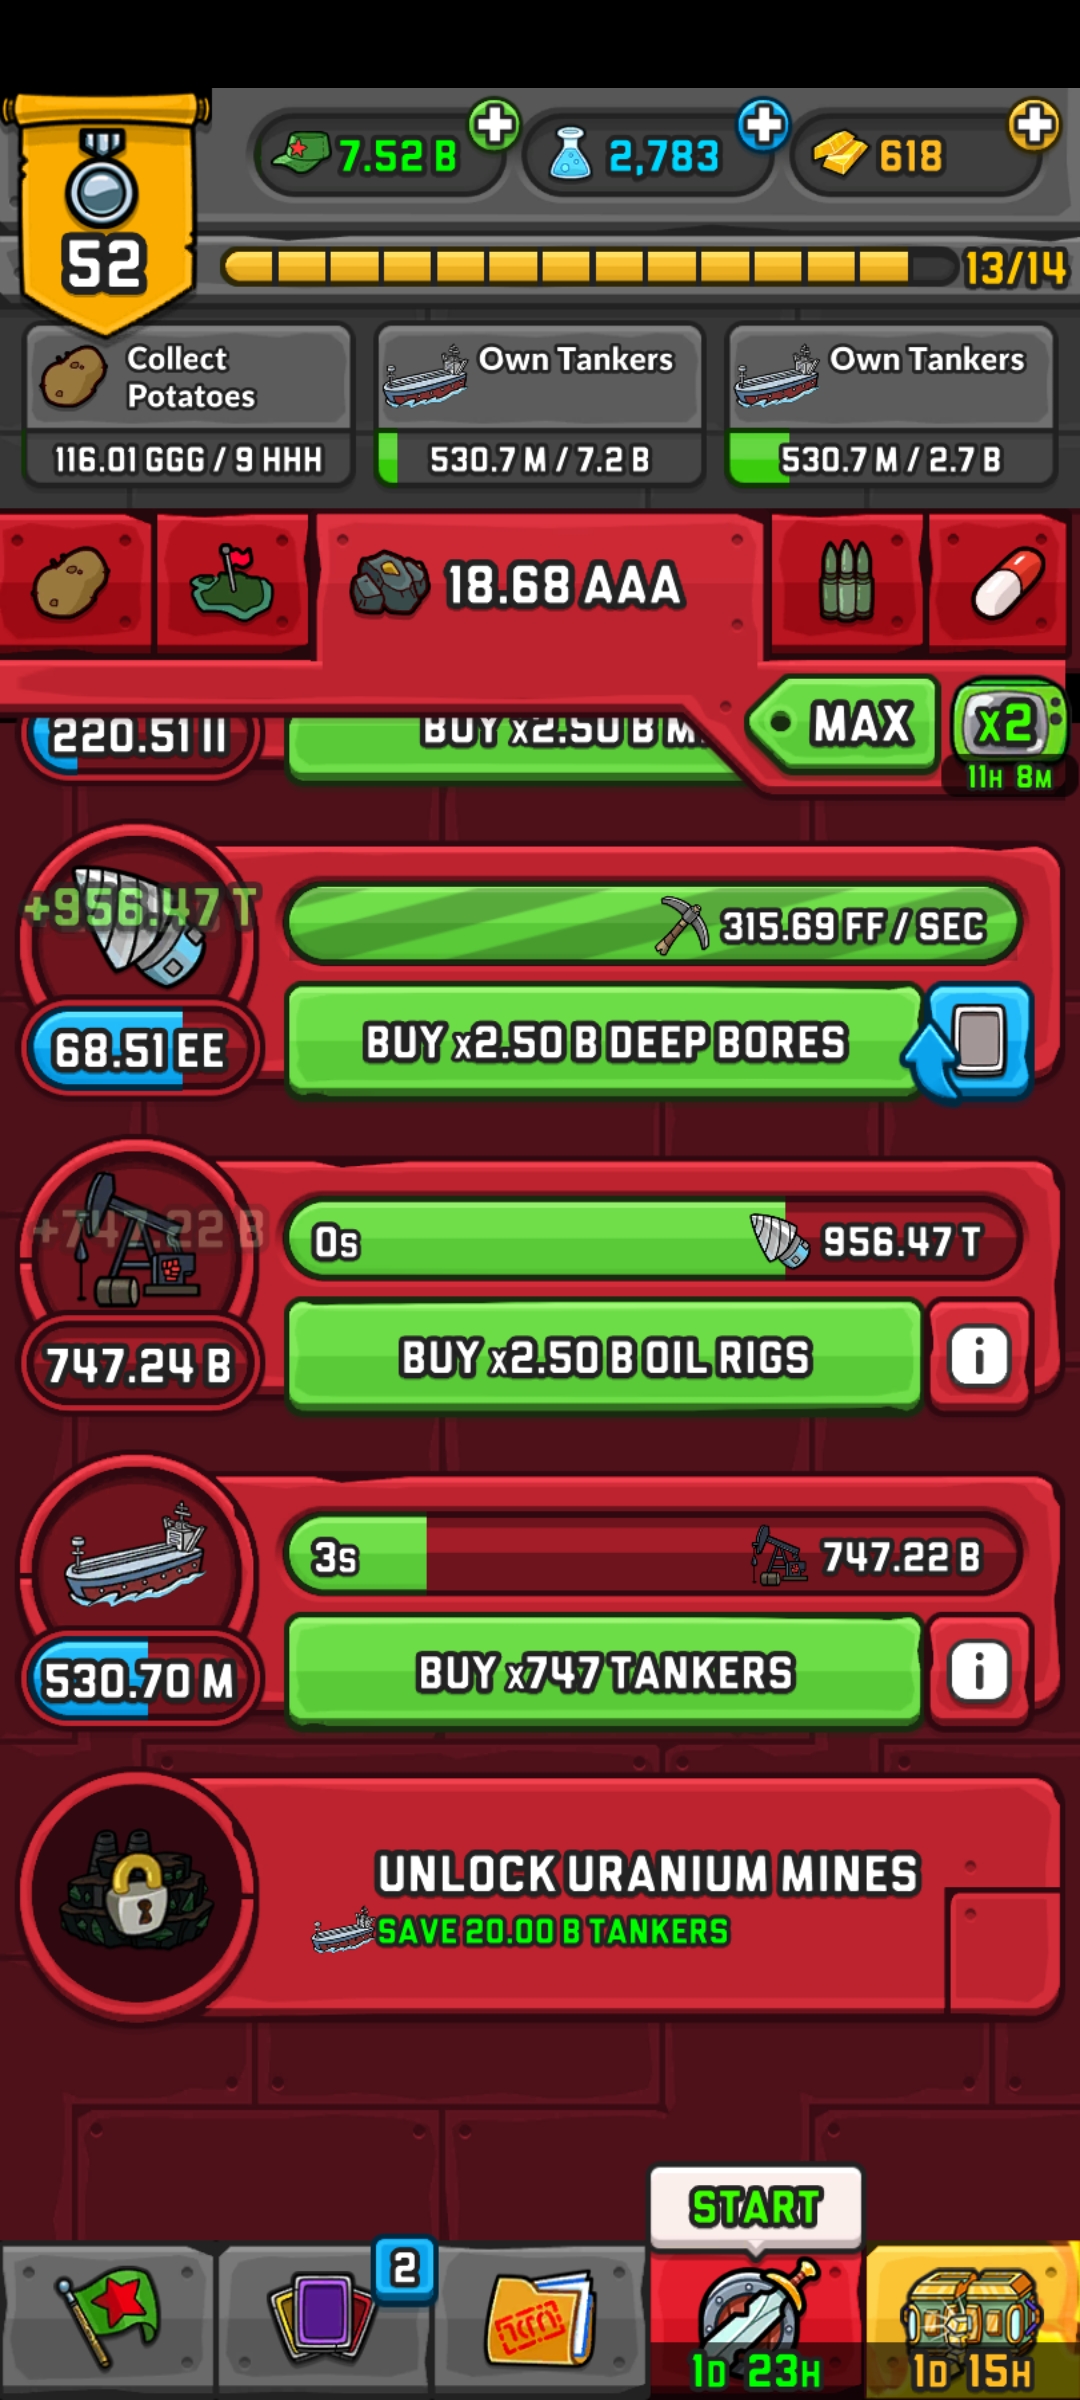 7.52 B
2,783
618
52
13/14
Collect
Potatoes
116.01 GGG / 9 HHH
Own Tankers
530.7 M / 7.2 B
Own Tankers
530.7 M / 2.7 B
18.68 AAA
MAX
x2
11H 8M
220.51 II
BUY x2.50 B M
+956.47 T
315.69 FF / SEC
68.51 EE
BUY x2.50 B DEEP BORES
+747.22 B
0s
956.47 T
747.24 B
BUY x2.50 B OIL RIGS
i
3s
747.22 B
530.70 M
BUY x747 TANKERS
i
UNLOCK URANIUM MINES
SAVE 20.00 B TANKERS
START
2
1D 23H
1D 15H